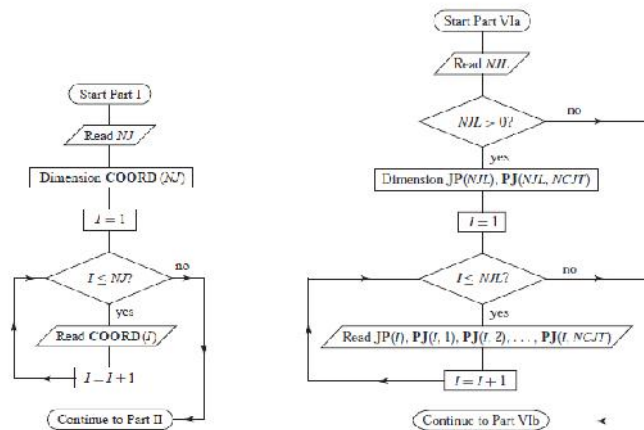 Start Part I
Read NJ
Dimension COORD (NJ)
I = 1
I ≤ NJ?
no
yes
Read COORD (I)
I = I + 1
Continue to Part II
Start Part VIa
Read NJL
NJL > 0?
no
yes
Dimension JP(NJL), PJ(NJL, NCJT)
I = 1
I ≤ NJL?
no
yes
Read JP(I), PJ(I, 1), PJ(I, 2), . . . , PJ(I, NCJT)
I = I + 1
Continue to Part VIb